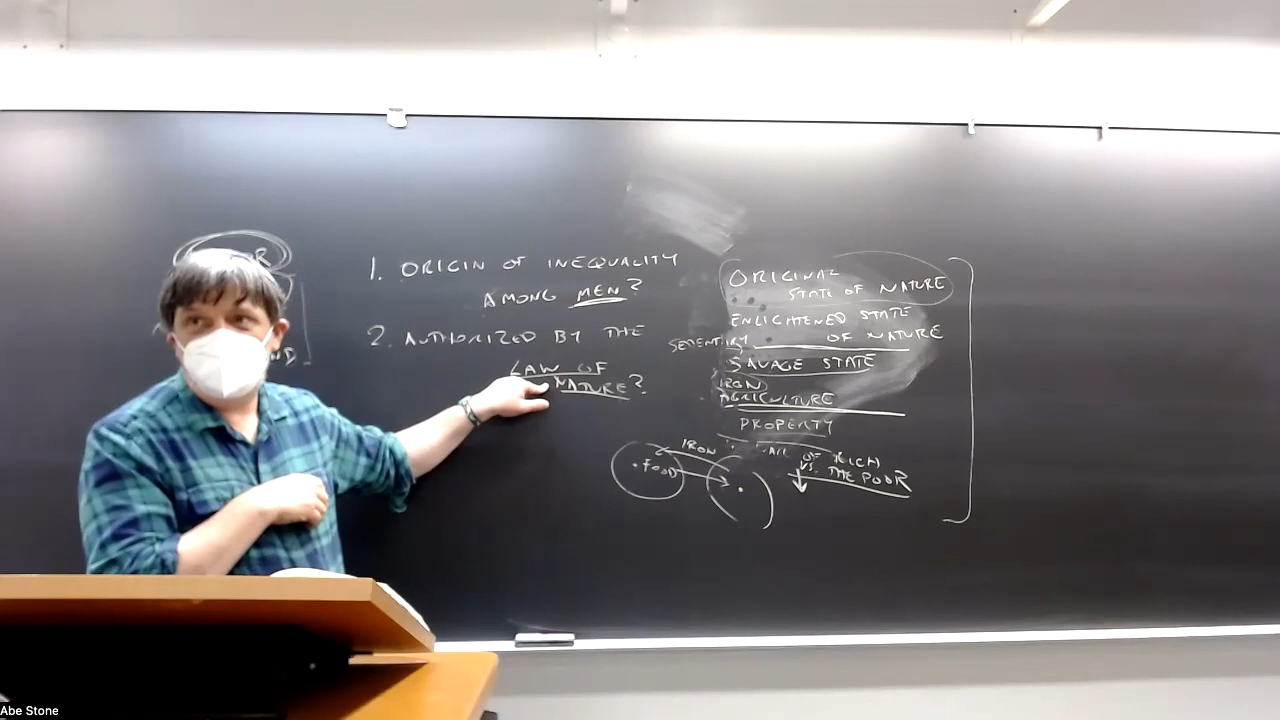 1. ORIGIN OF INEQUALITY
AMONG MEN?
2. AUTHORIZED BY THE
LAW OF
NATURE?
ORIGINAL
STATE OF NATURE
ENLIGHTENED STATE
OF NATURE
SEDENTARY
SAVAGE STATE
IRON
AGRICULTURE
PROPERTY
IRON
FOOD
OF RICH
VS. THE POOR
Abe Stone